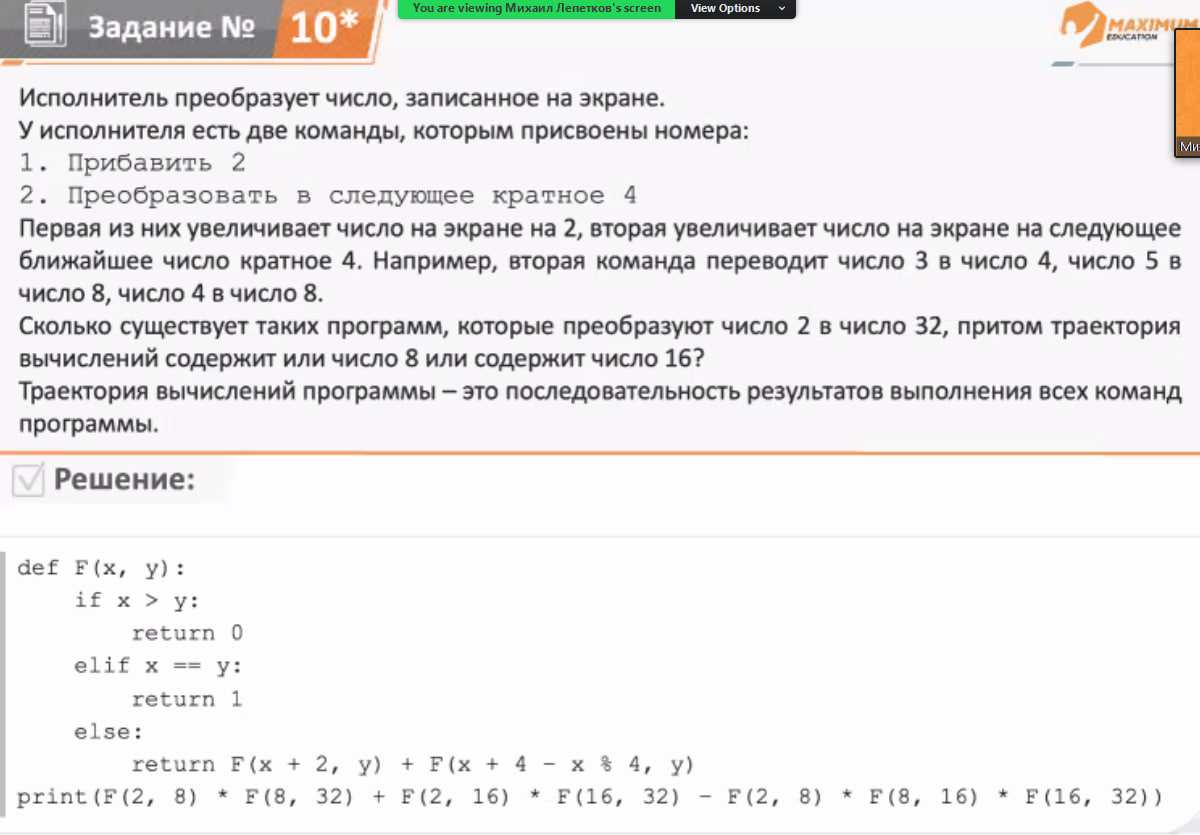 You are viewing Михаил Лепетков's screen View Options
Задание № 10*
MAXIMUM
EDUCATION
Исполнитель преобразует число, записанное на экране.
У исполнителя есть две команды, которым присвоены номера:
1. Прибавить 2
2. Преобразовать в следующее кратное 4
Первая из них увеличивает число на экране на 2, вторая увеличивает число на экране на следующее
ближайшее число кратное 4. Например, вторая команда переводит число 3 в число 4, число 5 в
число 8, число 4 в число 8.
Сколько существует таких программ, которые преобразуют число 2 в число 32, притом траектория
вычислений содержит или число 8 или содержит число 16?
Траектория вычислений программы – это последовательность результатов выполнения всех команд
программы.
Решение:
def F(x, y):
if x > y:
return 0
elif x == y:
return 1
else:
return F(x + 2, y) + F(x + 4 - x % 4, y)
print(F(2, 8) * F(8, 32) + F(2, 16) * F(16, 32) - F(2, 8) * F(8, 16) * F(16, 32))